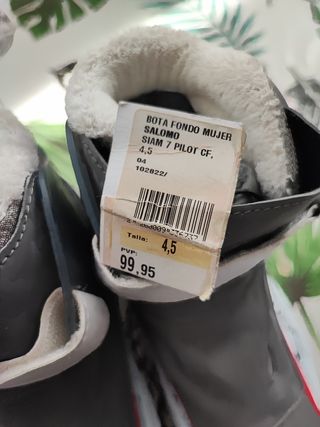 BOTA FONDO MUJER
SALOMO
SIAM 7 PILOT CF,
4,5
04
102822/
Talla: 4,5
PVP:
99.95